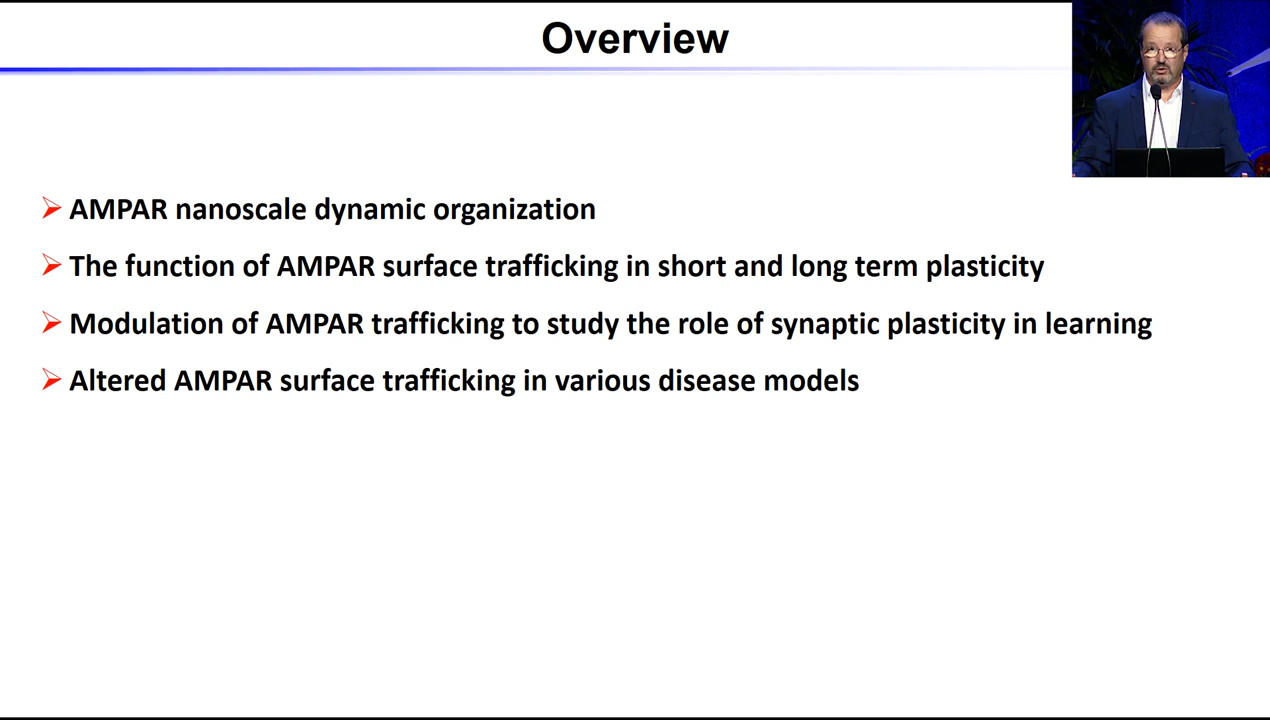 Overview
AMPAR nanoscale dynamic organization
The function of AMPAR surface trafficking in short and long term plasticity
Modulation of AMPAR trafficking to study the role of synaptic plasticity in learning
Altered AMPAR surface trafficking in various disease models